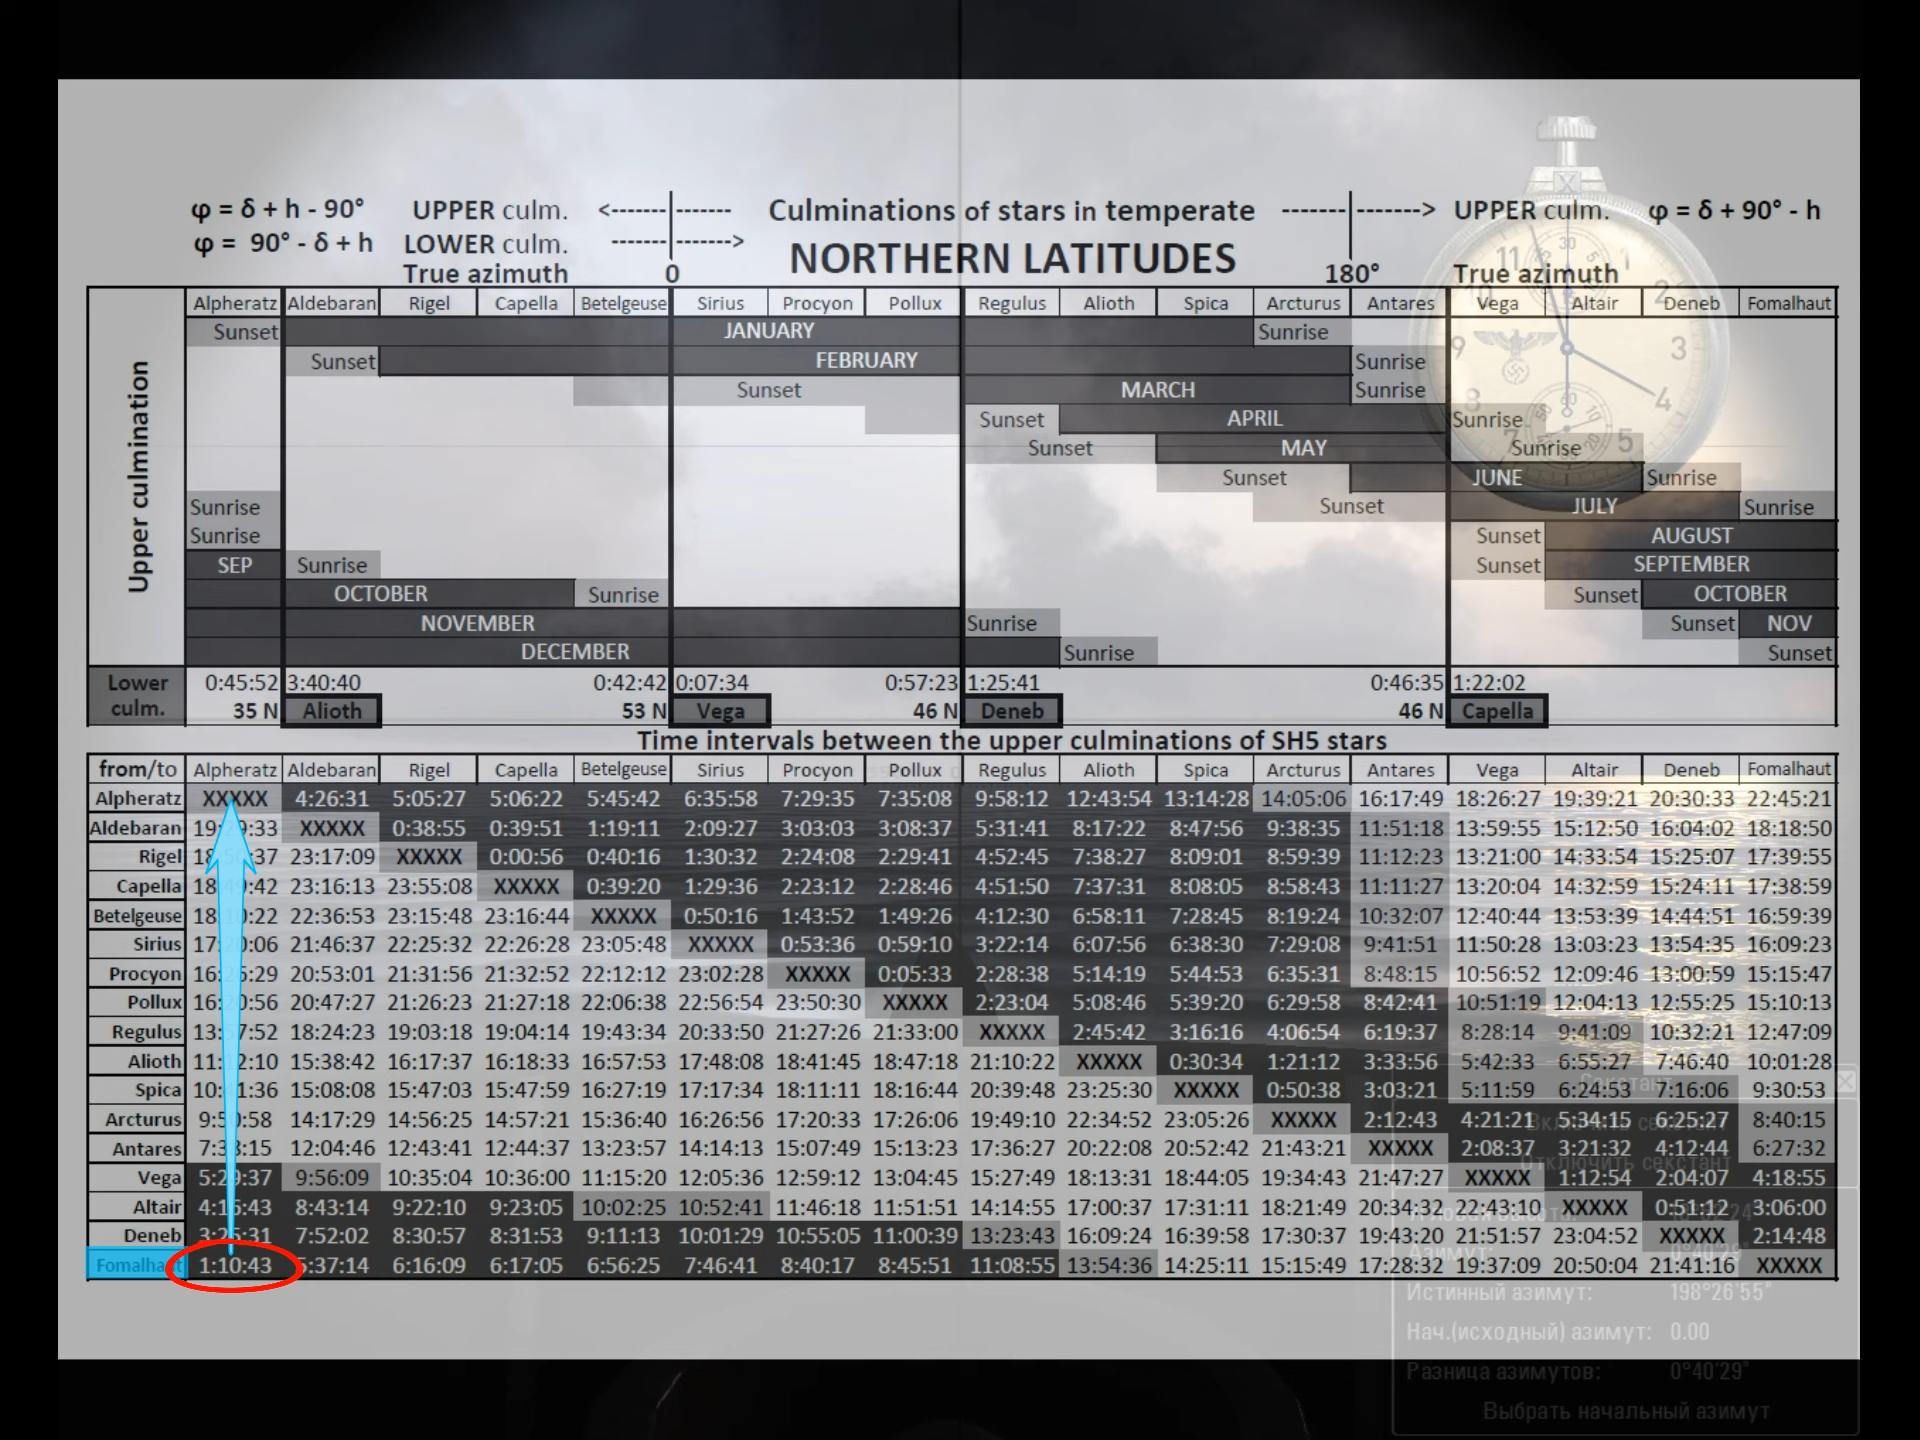 φ = δ + h - 90° UPPER culm. <-------|------- Culminations of stars in temperate -------|-------> UPPER culm. φ = δ + 90° - h
φ = 90° - δ + h LOWER culm. -------|-------> NORTHERN LATITUDES
True azimuth 0 180° True azimuth
Alpheratz Aldebaran Rigel Capella Betelgeuse Sirius Procyon Pollux Regulus Alioth Spica Arcturus Antares Vega Altair Deneb Fomalhaut
Upper culmination
Sunset JANUARY Sunrise
Sunset FEBRUARY Sunrise
Sunset MARCH Sunrise
Sunset APRIL Sunrise
Sunset MAY Sunrise
Sunset JUNE Sunrise
Sunrise Sunset JULY Sunrise
Sunrise Sunset AUGUST
SEP Sunrise Sunset SEPTEMBER
OCTOBER Sunrise Sunset OCTOBER
NOVEMBER Sunrise Sunset NOV
DECEMBER Sunrise Sunset
Lower culm. 0:45:52 3:40:40 0:42:42 0:07:34 0:57:23 1:25:41 0:46:35 1:22:02
35 N Alioth 53 N Vega 46 N Deneb 46 N Capella
Time intervals between the upper culminations of SH5 stars
from/to Alpheratz Aldebaran Rigel Capella Betelgeuse Sirius Procyon Pollux Regulus Alioth Spica Arcturus Antares Vega Altair Deneb Fomalhaut
Alpheratz XXXXX 4:26:31 5:05:27 5:06:22 5:45:42 6:35:58 7:29:35 7:35:08 9:58:12 12:43:54 13:14:28 14:05:06 16:17:49 18:26:27 19:39:21 20:30:33 22:45:21
Aldebaran XXXXX 0:38:55 0:39:51 1:19:11 2:09:27 3:03:03 3:08:37 5:31:41 8:17:22 8:47:56 9:38:35 11:51:18 13:59:55 15:12:50 16:04:02 18:18:50
Rigel 23:17:09 XXXXX 0:00:56 0:40:16 1:30:32 2:24:08 2:29:41 4:52:45 7:38:27 8:09:01 8:59:39 11:12:23 13:21:00 14:33:54 15:25:07 17:39:55
Capella 23:16:13 23:55:08 XXXXX 0:39:20 1:29:36 2:23:12 2:28:46 4:51:50 7:37:31 8:08:05 8:58:43 11:11:27 13:20:04 14:32:59 15:24:11 17:38:59
Betelgeuse 22:36:53 23:15:48 23:16:44 XXXXX 0:50:16 1:43:52 1:49:26 4:12:30 6:58:11 7:28:45 8:19:24 10:32:07 12:40:44 13:53:39 14:44:51 16:59:39
Sirius 21:46:37 22:25:32 22:26:28 23:05:48 XXXXX 0:53:36 0:59:10 3:22:14 6:07:56 6:38:30 7:29:08 9:41:51 11:50:28 13:03:23 13:54:35 16:09:23
Procyon 20:53:01 21:31:56 21:32:52 22:12:12 23:02:28 XXXXX 0:05:33 2:28:38 5:14:19 5:44:53 6:35:31 8:48:15 10:56:52 12:09:46 13:00:59 15:15:47
Pollux 20:47:27 21:26:23 21:27:18 22:06:38 22:56:54 23:50:30 XXXXX 2:23:04 5:08:46 5:39:20 6:29:58 8:42:41 10:51:19 12:04:13 12:55:25 15:10:13
Regulus 18:24:23 19:03:18 19:04:14 19:43:34 20:33:50 21:27:26 21:33:00 XXXXX 2:45:42 3:16:16 4:06:54 6:19:37 8:28:14 9:41:09 10:32:21 12:47:09
Alioth 15:38:42 16:17:37 16:18:33 16:57:53 17:48:08 18:41:45 18:47:18 21:10:22 XXXXX 0:30:34 1:21:12 3:33:56 5:42:33 6:55:27 7:46:40 10:01:28
Spica 15:08:08 15:47:03 15:47:59 16:27:19 17:17:34 18:11:11 18:16:44 20:39:48 23:25:30 XXXXX 0:50:38 3:03:21 5:11:59 6:24:53 7:16:06 9:30:53
Arcturus 14:17:29 14:56:25 14:57:21 15:36:40 16:26:56 17:20:33 17:26:06 19:49:10 22:34:52 23:05:26 XXXXX 2:12:43 4:21:21 5:34:15 6:25:27 8:40:15
Antares 12:04:46 12:43:41 12:44:37 13:23:57 14:14:13 15:07:49 15:13:23 17:36:27 20:22:08 20:52:42 21:43:21 XXXXX 2:08:37 3:21:32 4:12:44 6:27:32
Vega 9:56:09 10:35:04 10:36:00 11:15:20 12:05:36 12:59:12 13:04:45 15:27:49 18:13:31 18:44:05 19:34:43 21:47:27 XXXXX 1:12:54 2:04:07 4:18:55
Altair 8:43:14 9:22:10 9:23:05 10:02:25 10:52:41 11:46:18 11:51:51 14:14:55 17:00:37 17:31:11 18:21:49 20:34:32 22:43:10 XXXXX 0:51:12 3:06:00
Deneb 7:52:02 8:30:57 8:31:53 9:11:13 10:01:29 10:55:05 11:00:39 13:23:43 16:09:24 16:39:58 17:30:37 19:43:20 21:51:57 23:04:52 XXXXX 2:14:48
Fomalhaut 1:10:43 5:37:14 6:16:09 6:17:05 6:56:25 7:46:41 8:40:17 8:45:51 11:08:55 13:54:36 14:25:11 15:15:49 17:28:32 19:37:09 20:50:04 21:41:16 XXXXX
Секстант
Включить секстант
Отключить секстант
Азимут: 0°40'29"
Истинный азимут: 198°26'55"
Нач.(исходный) азимут: 0.00
Разница азимутов: 0°40'29"
Выбрать начальный азимут